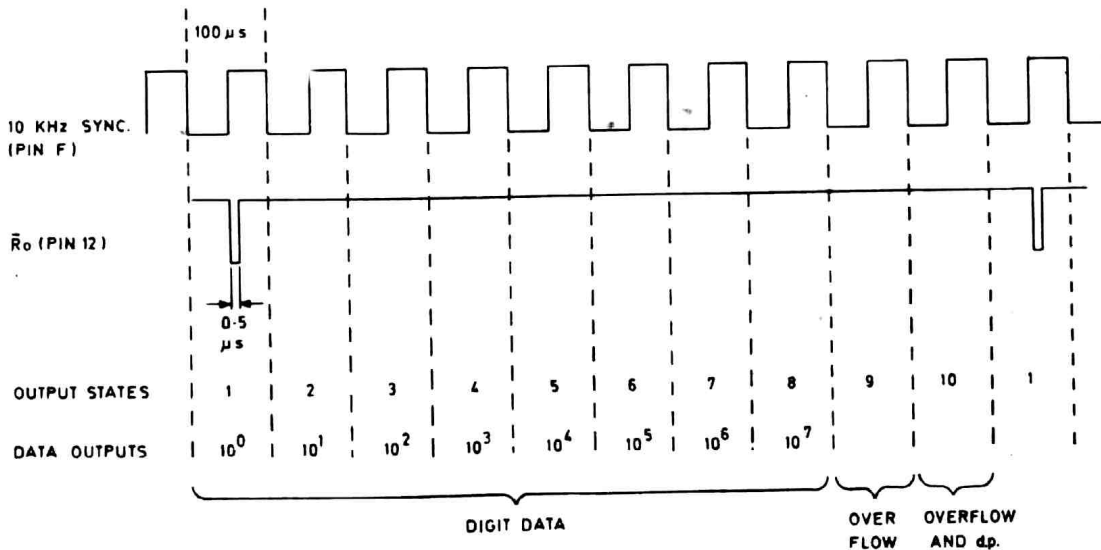 100 μs
10 KHz SYNC.
(PIN F)
R̄o (PIN 12)
0·5
μs
OUTPUT STATES 1 2 3 4 5 6 7 8 9 10 1
DATA OUTPUTS 10⁰ 10¹ 10² 10³ 10⁴ 10⁵ 10⁶ 10⁷
DIGIT DATA
OVER
FLOW
OVERFLOW
AND d.p.